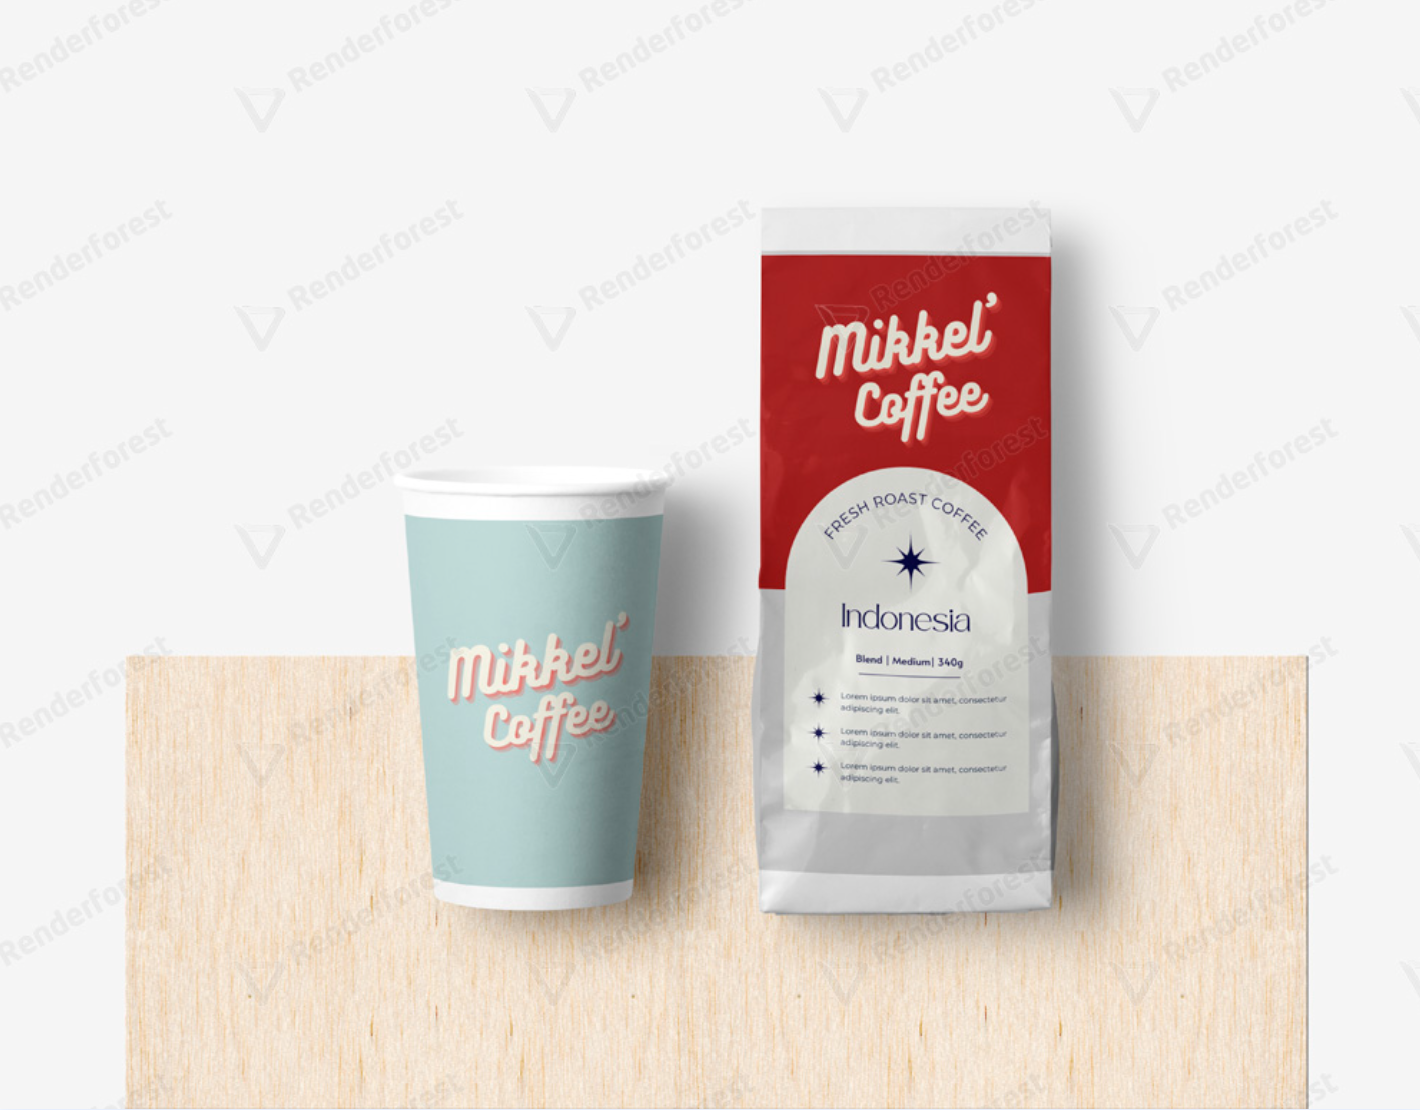 Mikkel'
Coffee
Mikkel'
Coffee
FRESH ROAST COFFEE
Indonesia
Blend | Medium| 340g
Lorem ipsum dolor sit amet, consectetur
adipiscing elit.
Lorem ipsum dolor sit amet, consectetur
adipiscing elit.
Lorem ipsum dolor sit amet, consectetur
adipiscing elit.
Renderforest